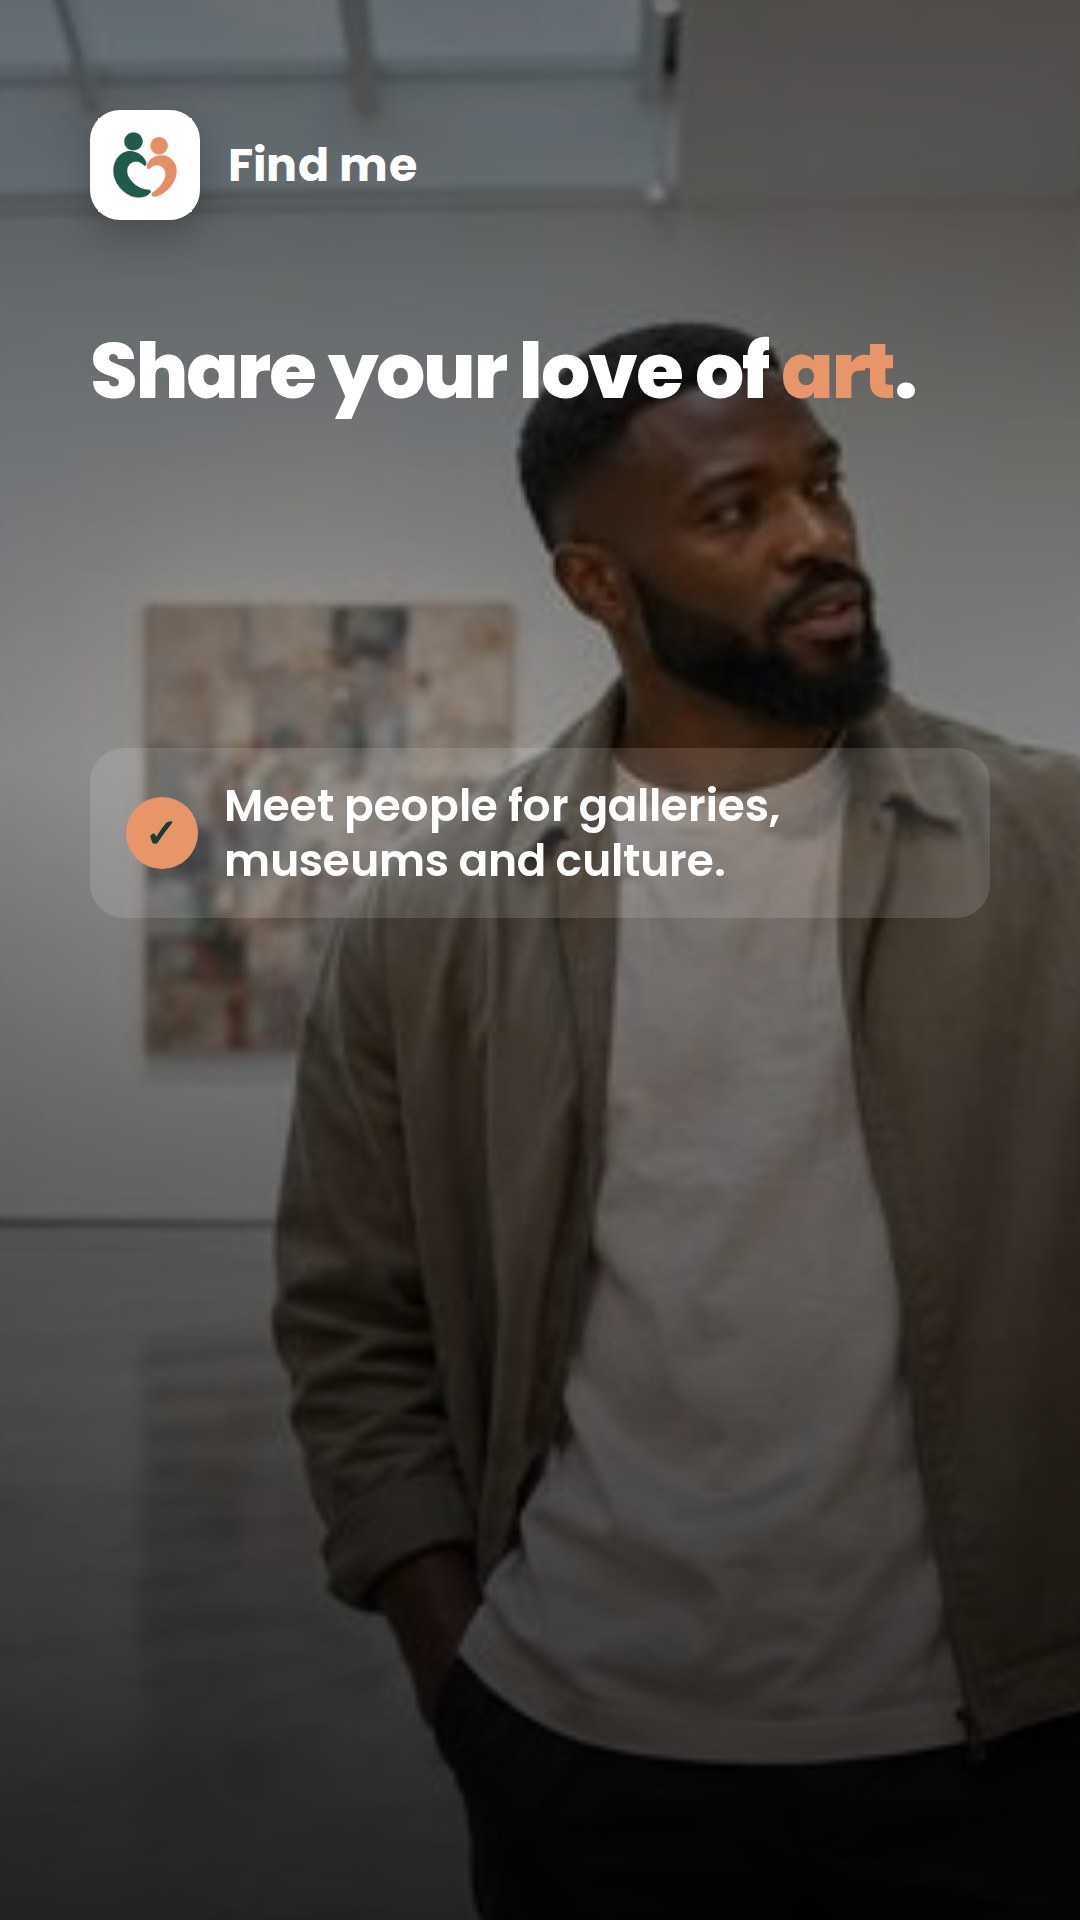 Find me
Share your love of art.
✓
Meet people for galleries,
museums and culture.